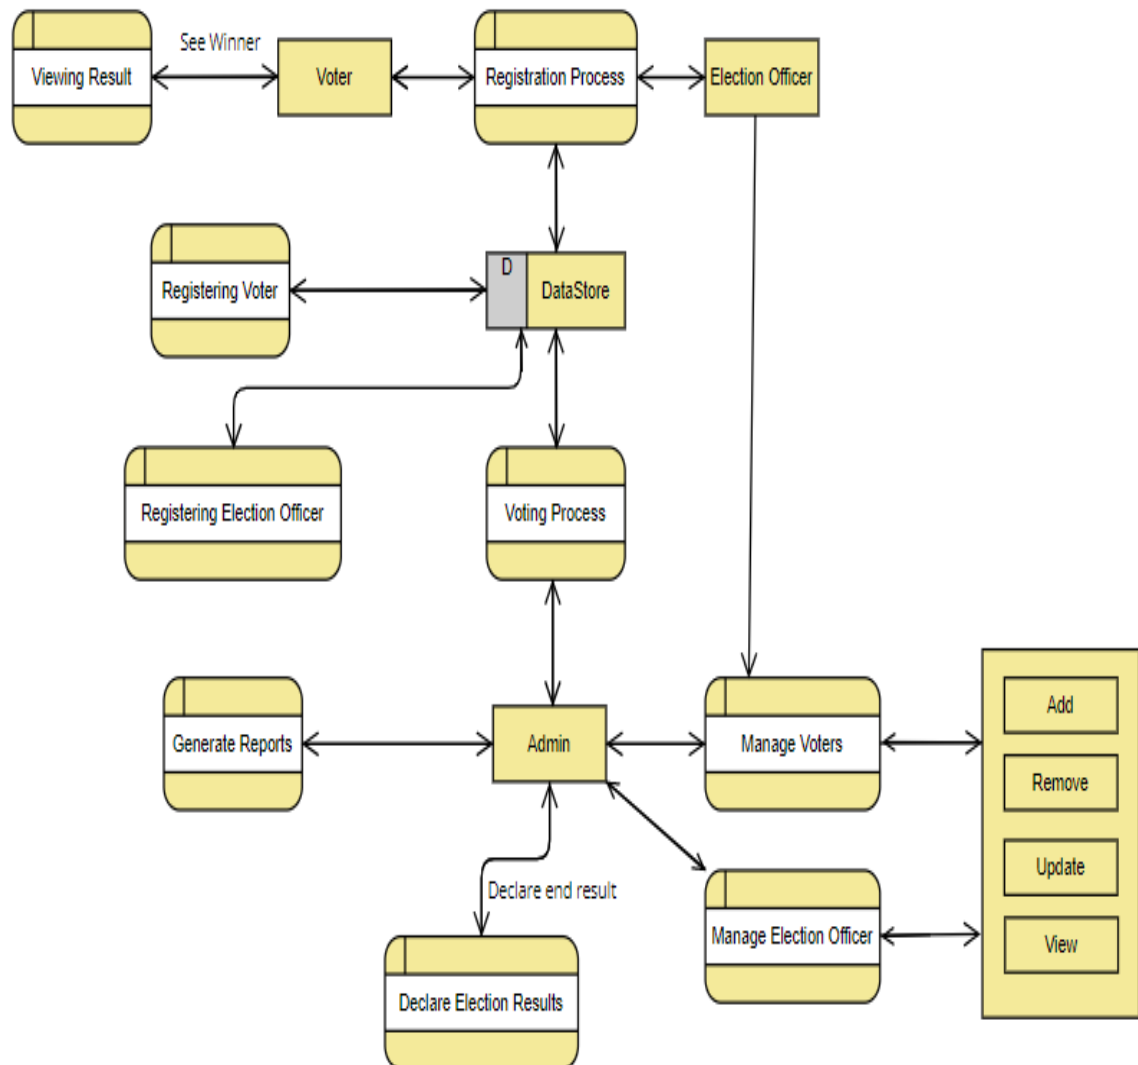 See Winner
Viewing Result
Voter
Registration Process
Election Officer
D
DataStore
Registering Voter
Registering Election Officer
Voting Process
Generate Reports
Admin
Manage Voters
Add
Remove
Update
View
Declare end result
Manage Election Officer
Declare Election Results